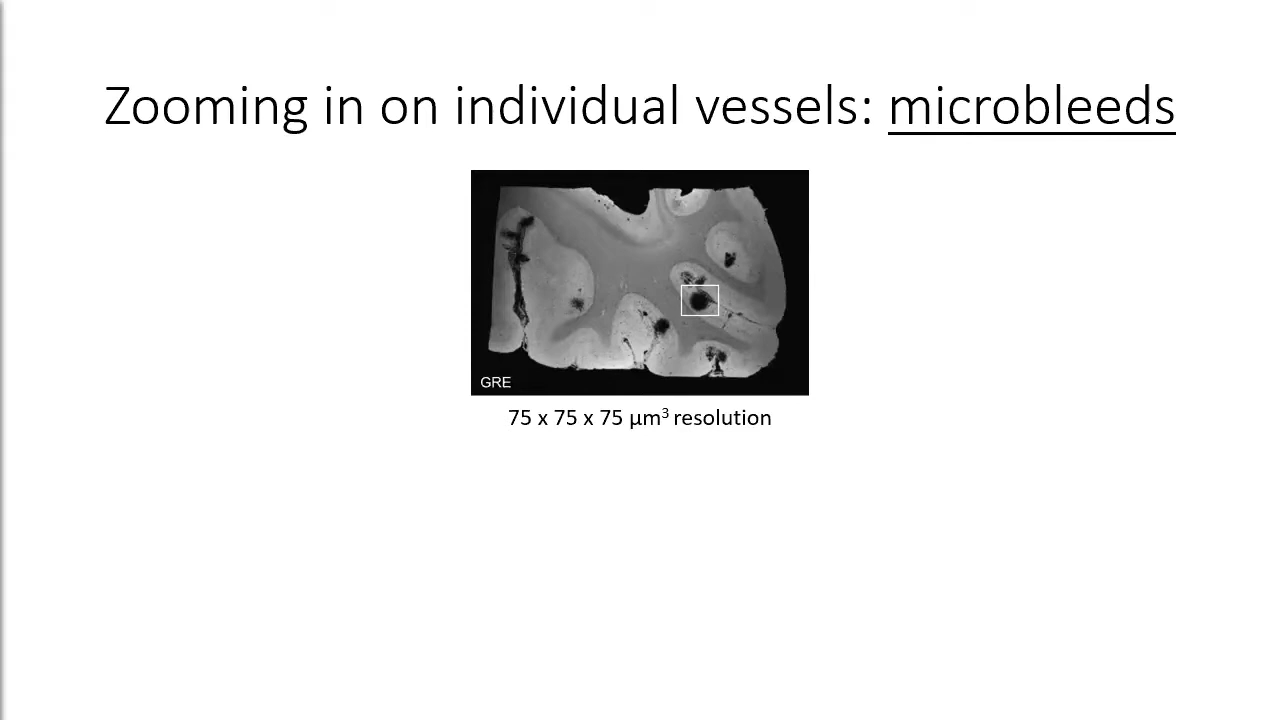 Zooming in on individual vessels: microbleeds
GRE
75 x 75 x 75 µm³ resolution